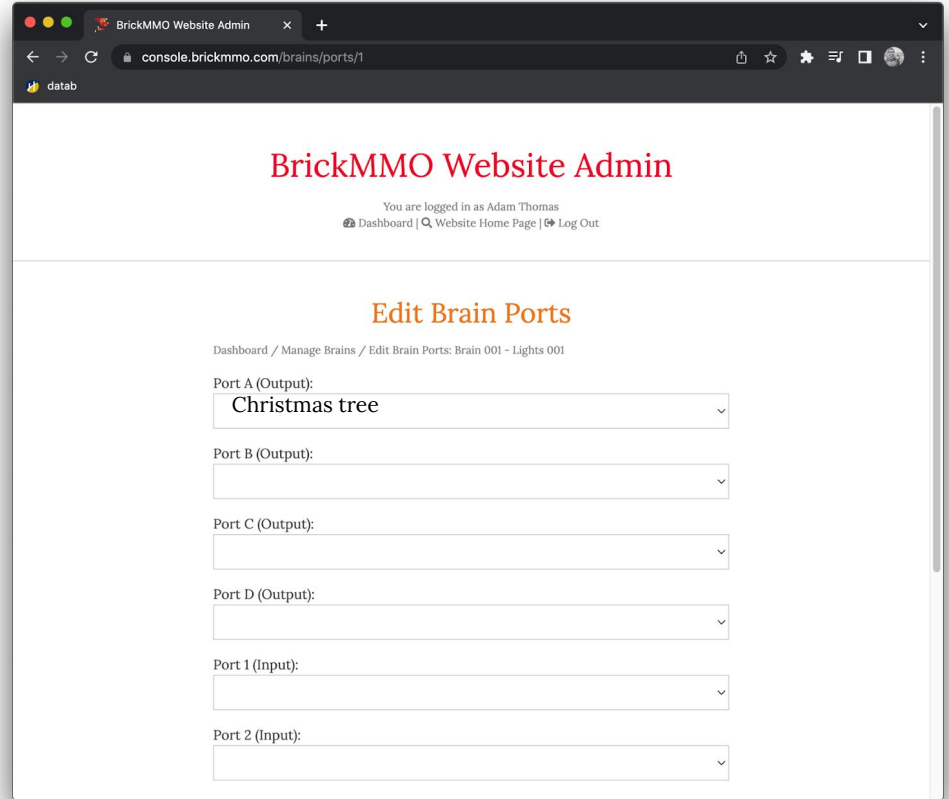 BrickMMO Website Admin
console.brickmmo.com/brains/ports/1
datab
BrickMMO Website Admin
You are logged in as Adam Thomas
Dashboard | Website Home Page | Log Out
Edit Brain Ports
Dashboard / Manage Brains / Edit Brain Ports: Brain 001 - Lights 001
Port A (Output):
Christmas tree
Port B (Output):
Port C (Output):
Port D (Output):
Port 1 (Input):
Port 2 (Input):